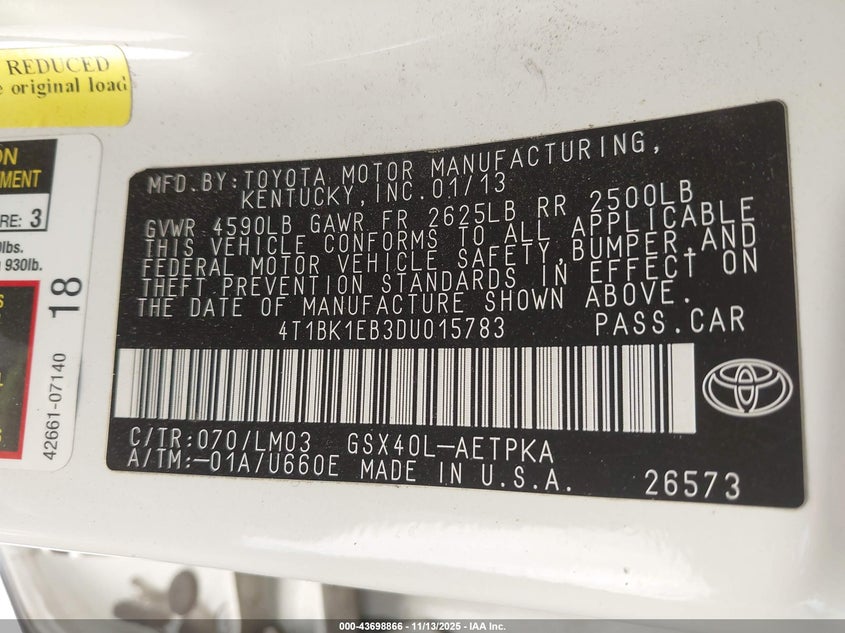 REDUCED
original load
ON
MENT
RE: 3
lbs.
930lb.
18
42661-07140
MFD.BY:TOYOTA MOTOR MANUFACTURING,
KENTUCKY,INC.01/13
GVWR 4590LB GAWR FR 2625LB RR 2500LB
THIS VEHICLE CONFORMS TO ALL APPLICABLE
FEDERAL MOTOR VEHICLE SAFETY,BUMPER,AND
THEFT PREVENTION STANDARDS IN EFFECT ON
THE DATE OF MANUFACTURE SHOWN ABOVE.
4T1BK1EB3DU015783 PASS.CAR
C/TR:070/LM03 GSX40L-AETPKA
A/TM:-01A/U660E MADE IN U.S.A. 26573
000-43698866 - 11/13/2025 - IAA Inc.